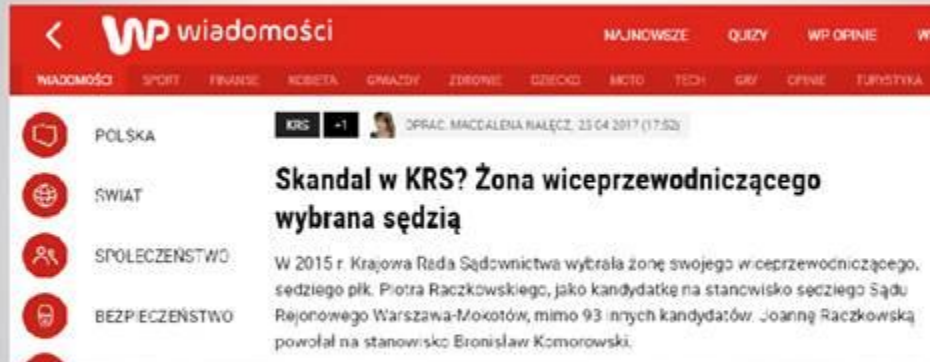 WP wiadomości
NAJNOWSZE QUIZY WP OPINIE W
WIADOMOŚCI SPORT FINANSE KOBIETA GWIAZDY ZDROWIE DZIECKO MOTO TECH GRY OPINIE TURYSTYKA
KRS +1 OPRAC. MAGDALENA NAŁĘCZ, 23 04 2017 (17:52)
POLSKA
Skandal w KRS? Żona wiceprzewodniczącego
wybrana sędzią
ŚWIAT
SPOŁECZEŃSTWO
BEZPIECZEŃSTWO
W 2015 r. Krajowa Rada Sądownictwa wybrała żonę swojego wiceprzewodniczącego,
sędziego płk. Piotra Raczkowskiego, jako kandydatkę na stanowisko sędziego Sądu
Rejonowego Warszawa-Mokotów, mimo 93 innych kandydatów. Joannę Raczkowską
powołał na stanowisko Bronisław Komorowski.